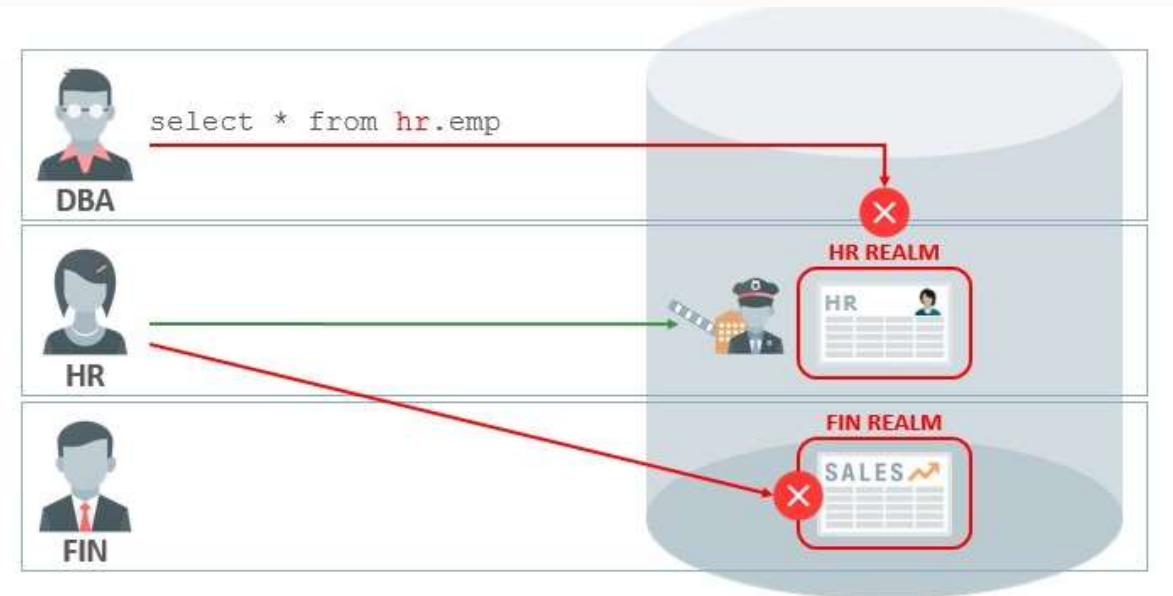 select * from hr.emp
DBA
HR REALM
HR
HR
FIN REALM
SALES
FIN